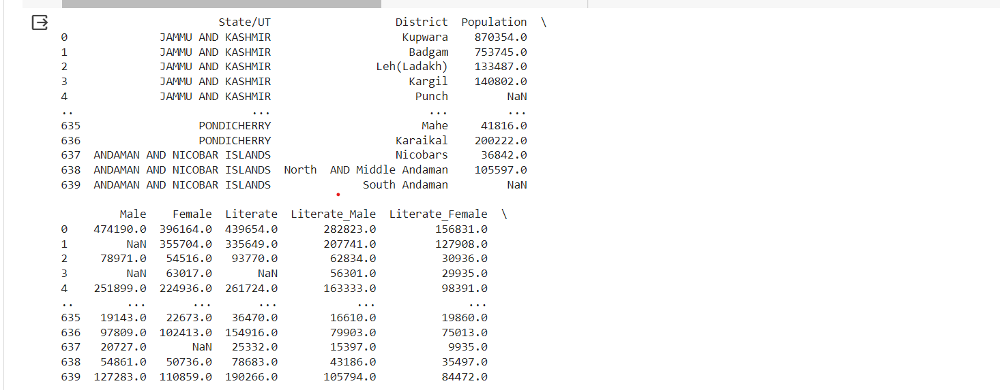 State/UT District Population \
0 JAMMU AND KASHMIR Kupwara 870354.0
1 JAMMU AND KASHMIR Badgam 753745.0
2 JAMMU AND KASHMIR Leh(Ladakh) 133487.0
3 JAMMU AND KASHMIR Kargil 140802.0
4 JAMMU AND KASHMIR Punch NaN
.. ... ... ...
635 PONDICHERRY Mahe 41816.0
636 PONDICHERRY Karaikal 200222.0
637 ANDAMAN AND NICOBAR ISLANDS Nicobars 36842.0
638 ANDAMAN AND NICOBAR ISLANDS North  AND Middle Andaman 105597.0
639 ANDAMAN AND NICOBAR ISLANDS South Andaman NaN
Male Female Literate Literate_Male Literate_Female \
0 474190.0 396164.0 439654.0 282823.0 156831.0
1 NaN 355704.0 335649.0 207741.0 127908.0
2 78971.0 54516.0 93770.0 62834.0 30936.0
3 NaN 63017.0 NaN 56301.0 29935.0
4 251899.0 224936.0 261724.0 163333.0 98391.0
.. ... ... ... ... ...
635 19143.0 22673.0 36470.0 16610.0 19860.0
636 97809.0 102413.0 154916.0 79903.0 75013.0
637 20727.0 NaN 25332.0 15397.0 9935.0
638 54861.0 50736.0 78683.0 43186.0 35497.0
639 127283.0 110859.0 190266.0 105794.0 84472.0